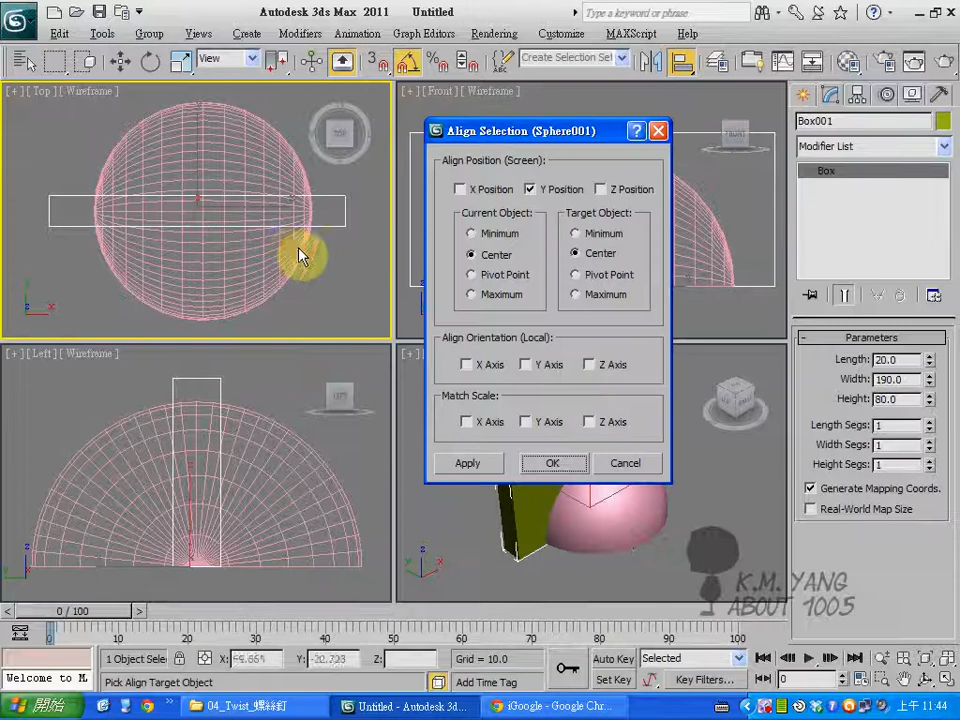 Autodesk 3ds Max 2011 Untitled
Type a keyword or phrase
Edit Tools Group Views Create Modifiers Animation Graph Editors Rendering Customize MAXScript Help
View
3
Create Selection Set
[ + ] [ Top ] [ Wireframe ]
[ + ] [ Front ] [ Wireframe ]
TOP
FRONT
Align Selection (Sphere001)
Align Position (Screen):
X Position Y Position Z Position
Current Object:
Minimum
Center
Pivot Point
Maximum
Target Object:
Minimum
Center
Pivot Point
Maximum
Align Orientation (Local):
X Axis Y Axis Z Axis
Match Scale:
X Axis Y Axis Z Axis
Apply OK Cancel
Box001
Modifier List
Box
Parameters
Length: 20.0
Width: 190.0
Height: 80.0
Length Segs: 1
Width Segs: 1
Height Segs: 1
Generate Mapping Coords.
Real-World Map Size
[ + ] [ Left ] [ Wireframe ]
LEFT
K.M. YANG
ABOUT 1005
0 / 100
0 10 20 30 40 50 60 70 80 90 100
1 Object Selec X: Y: Z: Grid = 10.0 Auto Key Selected
Welcome to M. Pick Align Target Object Add Time Tag Set Key Key Filters... 0
開始 04_Twist_螺絲釘 Untitled - Autodesk 3d... iGoogle - Google Chr... 上午 11:44